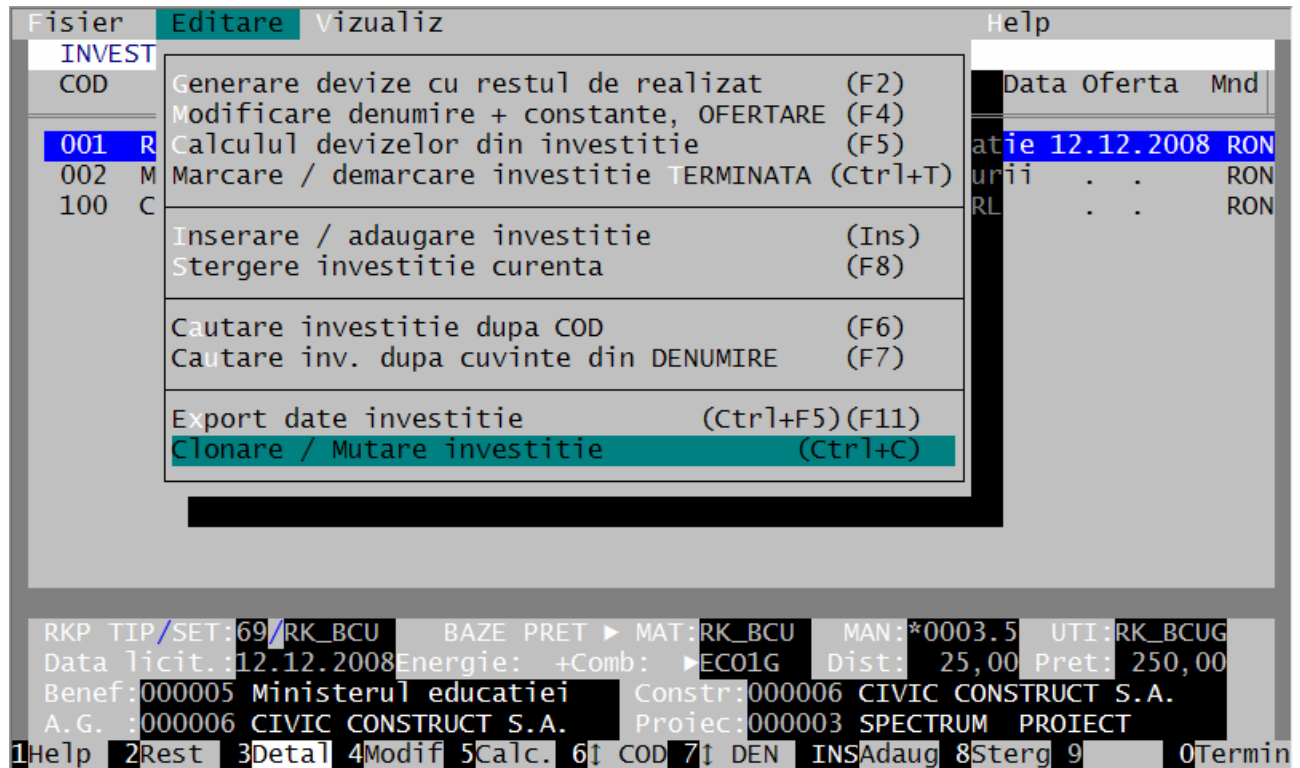 Fisier Editare Vizualiz Help
INVEST
COD Data Oferta Mnd
Generare devize cu restul de realizat (F2)
Modificare denumire + constante, OFERTARE (F4)
001 R Calculul devizelor din investitie (F5) atie 12.12.2008 RON
002 M Marcare / demarcare investitie TERMINATA (Ctrl+T) urii . . RON
100 C RL . . RON
Inserare / adaugare investitie (Ins)
Stergere investitie curenta (F8)
Cautare investitie dupa COD (F6)
Cautare inv. dupa cuvinte din DENUMIRE (F7)
Export date investitie (Ctrl+F5)(F11)
Clonare / Mutare investitie (Ctrl+C)
RKP TIP/SET:69/RK_BCU BAZE PRET ► MAT:RK_BCU MAN:*0003.5 UTI:RK_BCUG
Data licit.:12.12.2008Energie: +Comb: ►ECO1G Dist: 25,00 Pret: 250,00
Benef:000005 Ministerul educatiei Constr:000006 CIVIC CONSTRUCT S.A.
A.G. :000006 CIVIC CONSTRUCT S.A. Proiec:000003 SPECTRUM PROIECT
1Help 2Rest 3Detal 4Modif 5Calc. 6↕ COD 7↕ DEN INSAdaug 8Sterg 9 0Termin